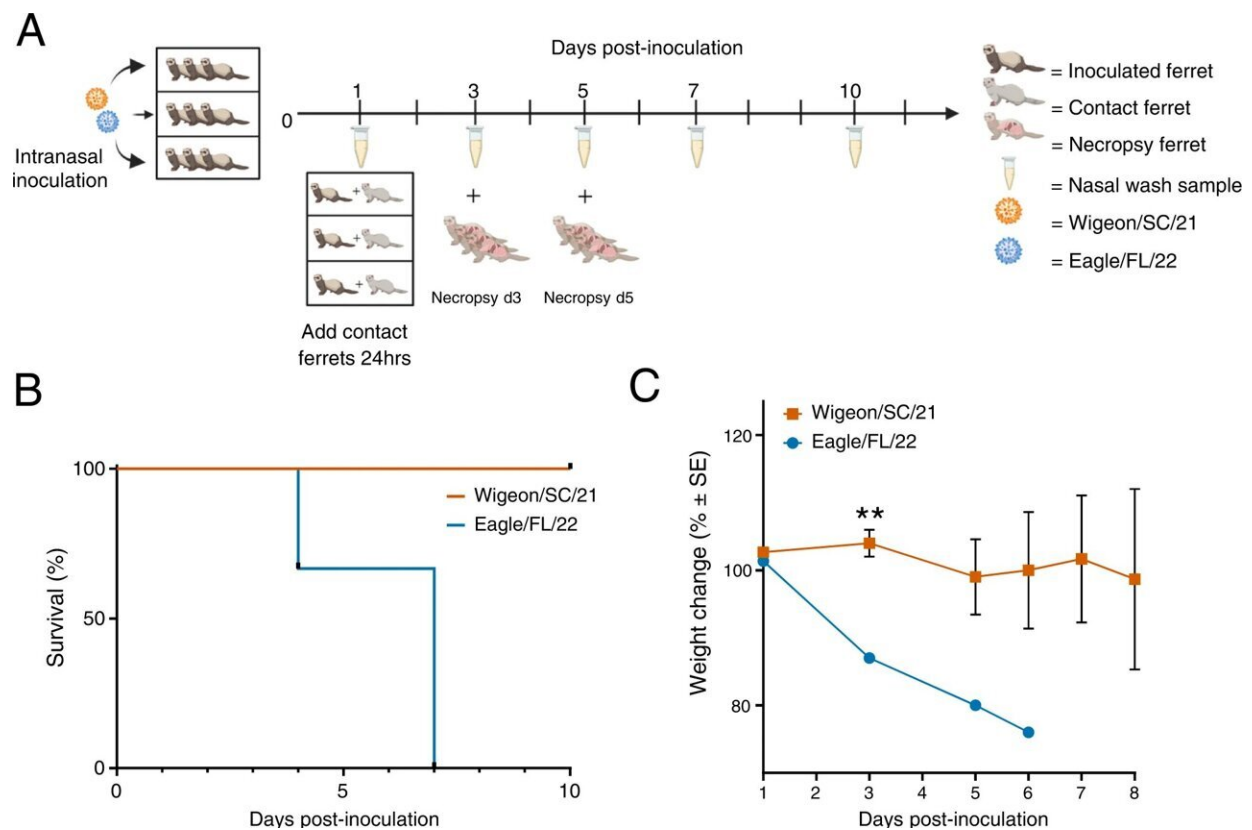 A
Days post-inoculation
0
1
3
5
7
10
Intranasal
inoculation
+
+
+
Add contact
ferrets 24hrs
+
Necropsy d3
+
Necropsy d5
= Inoculated ferret
= Contact ferret
= Necropsy ferret
= Nasal wash sample
= Wigeon/SC/21
= Eagle/FL/22
B
Survival (%)
100
50
0
0
5
10
Days post-inoculation
Wigeon/SC/21
Eagle/FL/22
C
Weight change (% ± SE)
120
100
80
Wigeon/SC/21
Eagle/FL/22
**
1
2
3
4
5
6
7
8
Days post-inoculation